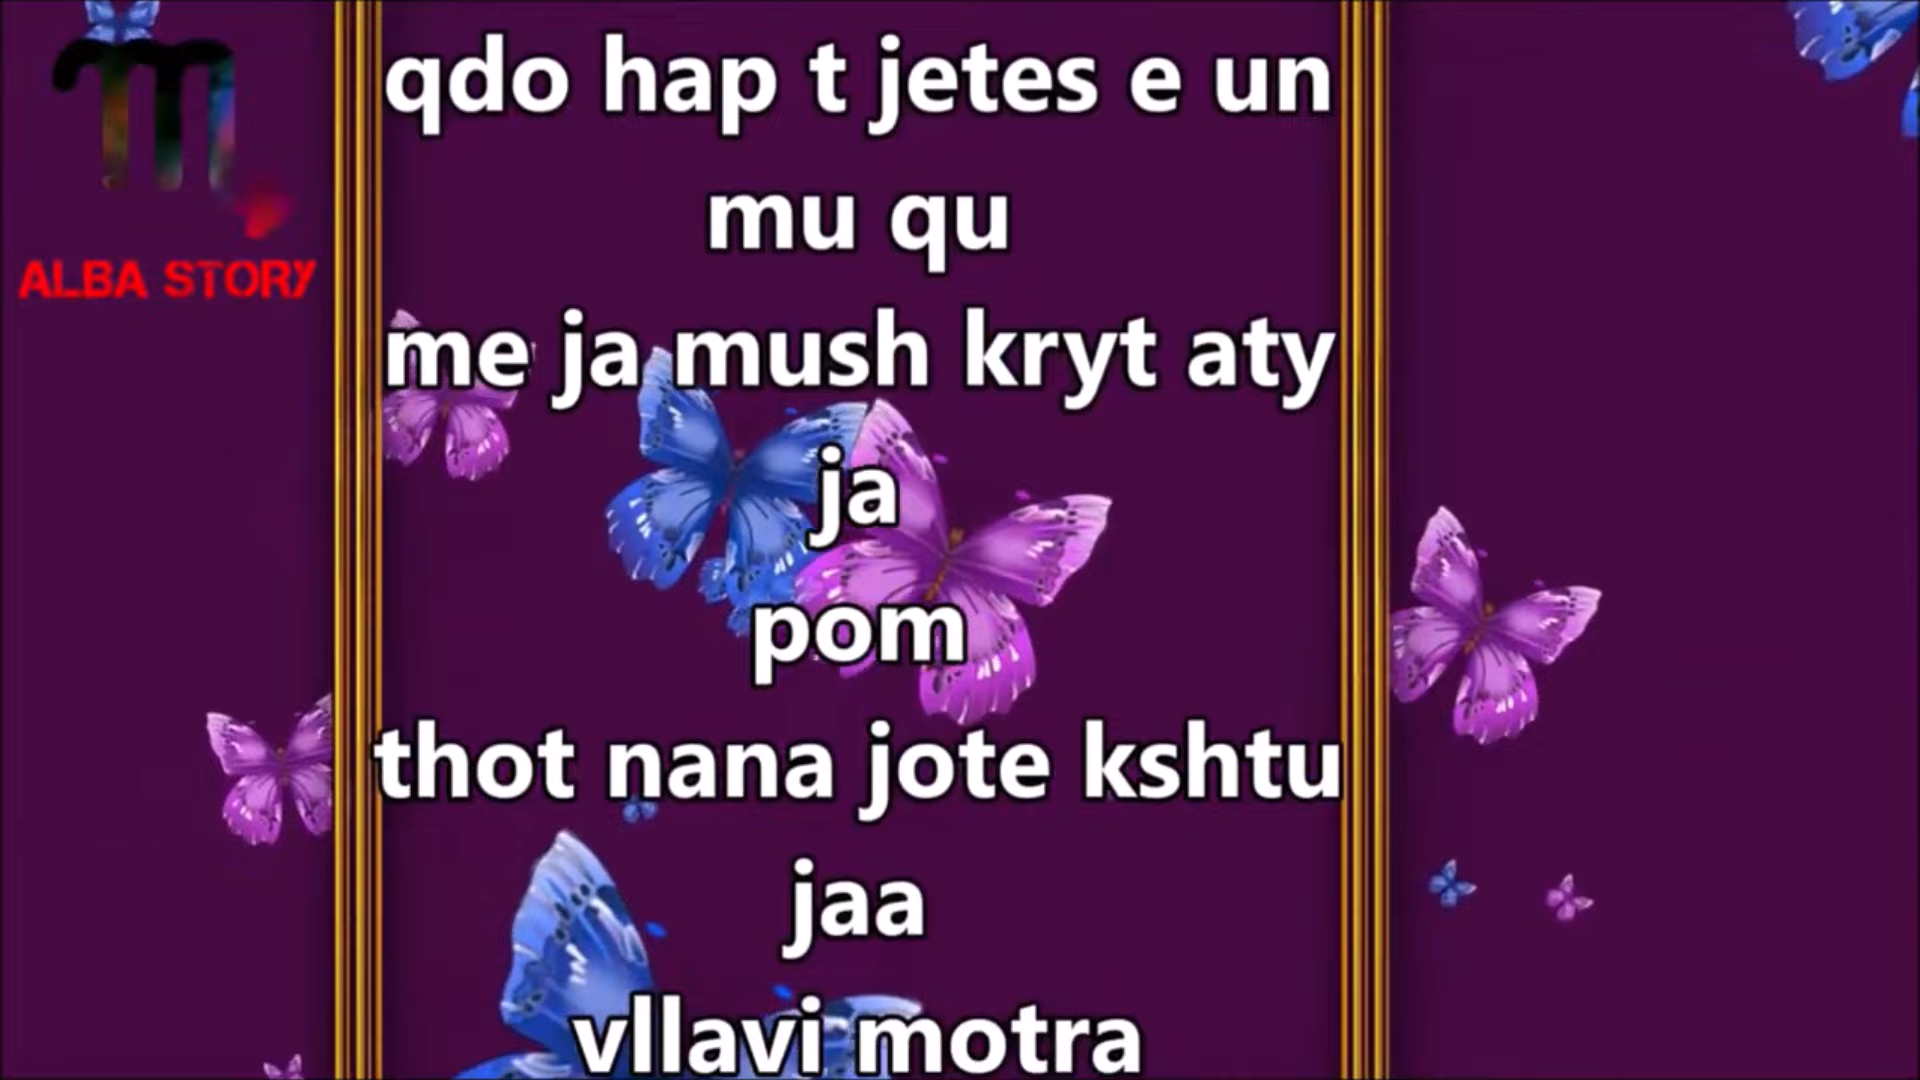 ALBA STORY
qdo hap t jetes e un
mu qu
me ja mush kryt aty
ja
pom
thot nana jote kshtu
jaa
vllavi motra